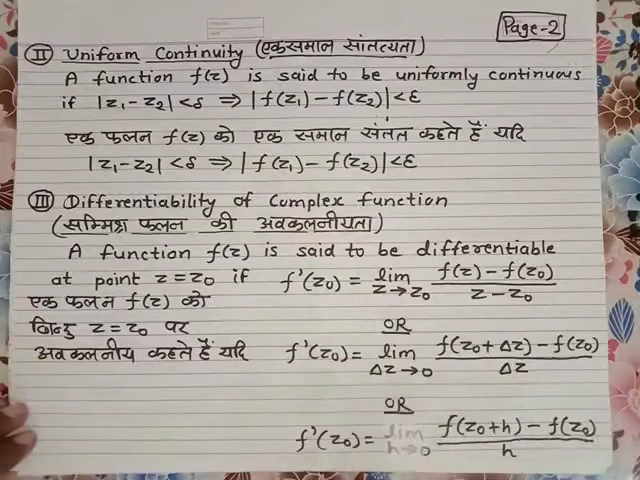 Page-2
II Uniform Continuity (एकसमान सांतत्यता)
A function f(z) is said to be uniformly continuous
if |z₁-z₂|<δ ⇒ |f(z₁)-f(z₂)|<ε
एक फलन f(z) को एक समान संतत कहते हैं यदि
|z₁-z₂|<δ ⇒ |f(z₁)-f(z₂)|<ε
III Differentiability of Complex function
(सम्मिश्र फलन की अवकलनीयता)
A function f(z) is said to be differentiable
at point z=z₀ if f'(z₀) = lim z→z₀ (f(z)-f(z₀))/(z-z₀)
एक फलन f(z) को
बिन्दु z=z₀ पर
OR
अवकलनीय कहते हैं यदि f'(z₀) = lim Δz→0 (f(z₀+Δz)-f(z₀))/Δz
OR
f'(z₀) = lim h→0 (f(z₀+h)-f(z₀))/h